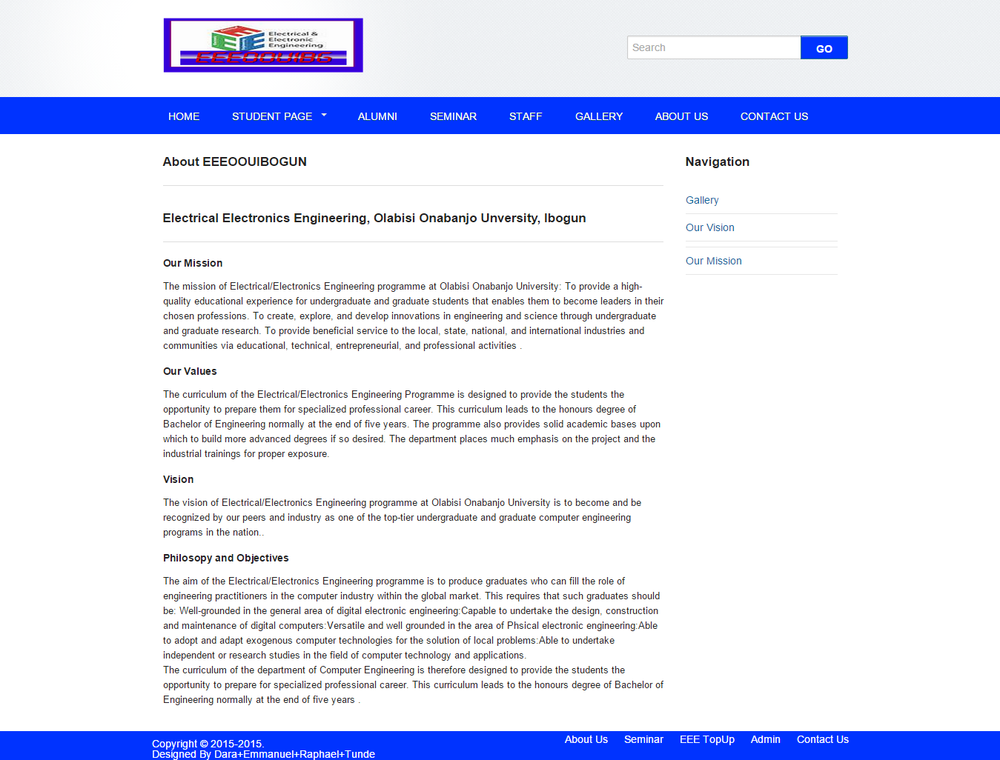 Electrical &
Electronic
Engineering
EEEOOUIBG
Search
GO
HOME
STUDENT PAGE
ALUMNI
SEMINAR
STAFF
GALLERY
ABOUT US
CONTACT US
About EEEOOUIBOGUN
Electrical Electronics Engineering, Olabisi Onabanjo Unversity, Ibogun
Our Mission
The mission of Electrical/Electronics Engineering programme at Olabisi Onabanjo University: To provide a high-
quality educational experience for undergraduate and graduate students that enables them to become leaders in their
chosen professions. To create, explore, and develop innovations in engineering and science through undergraduate
and graduate research. To provide beneficial service to the local, state, national, and international industries and
communities via educational, technical, entrepreneurial, and professional activities .
Our Values
The curriculum of the Electrical/Electronics Engineering Programme is designed to provide the students the
opportunity to prepare them for specialized professional career. This curriculum leads to the honours degree of
Bachelor of Engineering normally at the end of five years. The programme also provides solid academic bases upon
which to build more advanced degrees if so desired. The department places much emphasis on the project and the
industrial trainings for proper exposure.
Vision
The vision of Electrical/Electronics Engineering programme at Olabisi Onabanjo University is to become and be
recognized by our peers and industry as one of the top-tier undergraduate and graduate computer engineering
programs in the nation..
Philosopy and Objectives
The aim of the Electrical/Electronics Engineering programme is to produce graduates who can fill the role of
engineering practitioners in the computer industry within the global market. This requires that such graduates should
be: Well-grounded in the general area of digital electronic engineering:Capable to undertake the design, construction
and maintenance of digital computers:Versatile and well grounded in the area of Phsical electronic engineering:Able
to adopt and adapt exogenous computer technologies for the solution of local problems:Able to undertake
independent or research studies in the field of computer technology and applications.
The curriculum of the department of Computer Engineering is therefore designed to provide the students the
opportunity to prepare for specialized professional career. This curriculum leads to the honours degree of Bachelor of
Engineering normally at the end of five years .
Navigation
Gallery
Our Vision
Our Mission
Copyright © 2015-2015.
Designed By Dara+Emmanuel+Raphael+Tunde
About Us
Seminar
EEE TopUp
Admin
Contact Us